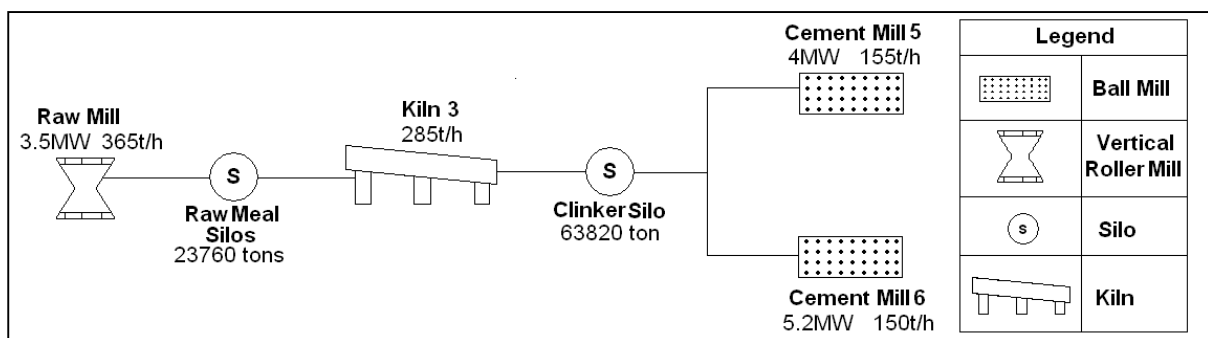 Raw Mill
3.5MW 365t/h
S
Raw Meal
Silos
23760 tons
Kiln 3
285t/h
S
Clinker Silo
63820 ton
Cement Mill 5
4MW 155t/h
Cement Mill 6
5.2MW 150t/h
Legend
Ball Mill
Vertical
Roller Mill
S
Silo
Kiln